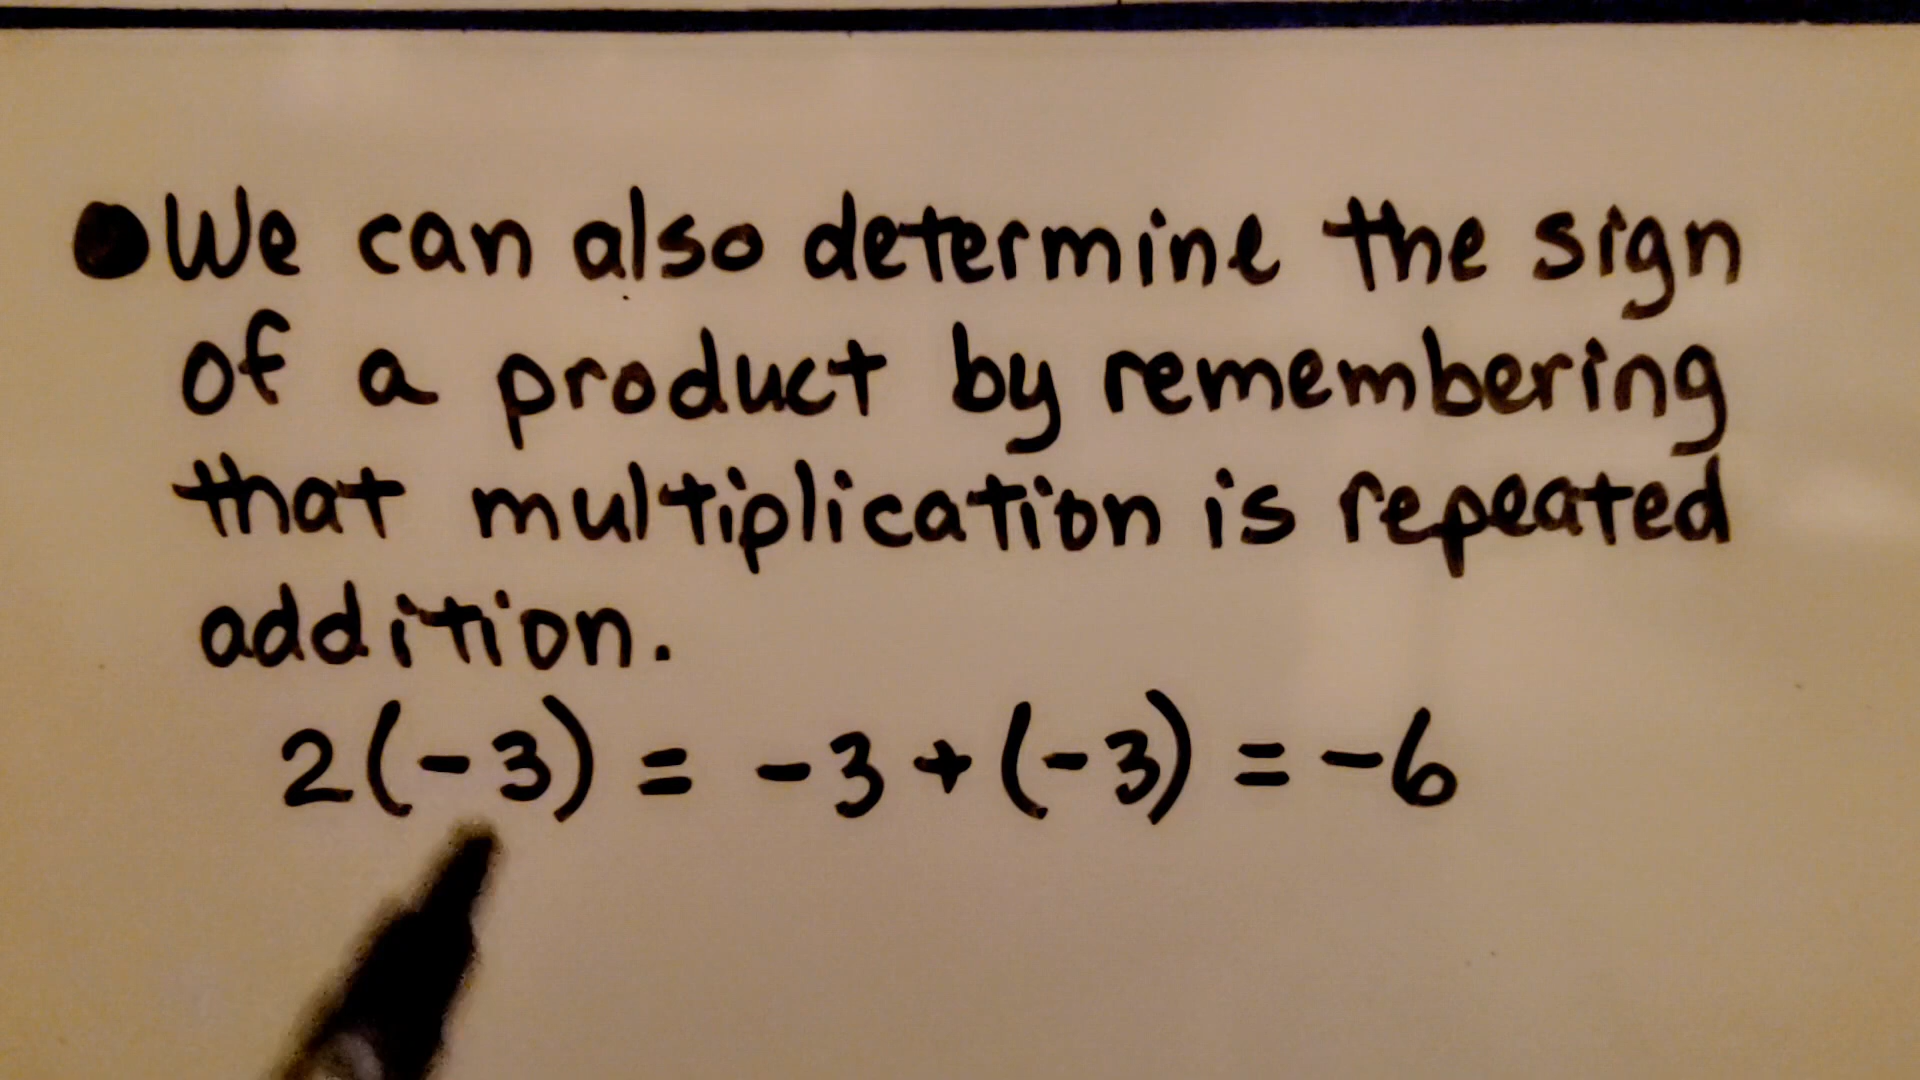 ●We can also determine the sign
of a product by remembering
that multiplication is repeated
addition.
2(-3) = -3+(-3) = -6